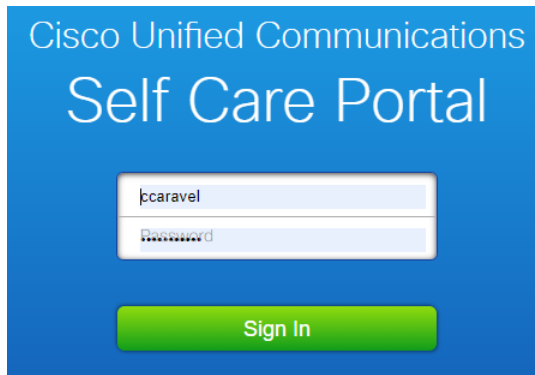 Cisco Unified Communications
Self Care Portal
ccaravel
Password
Sign In